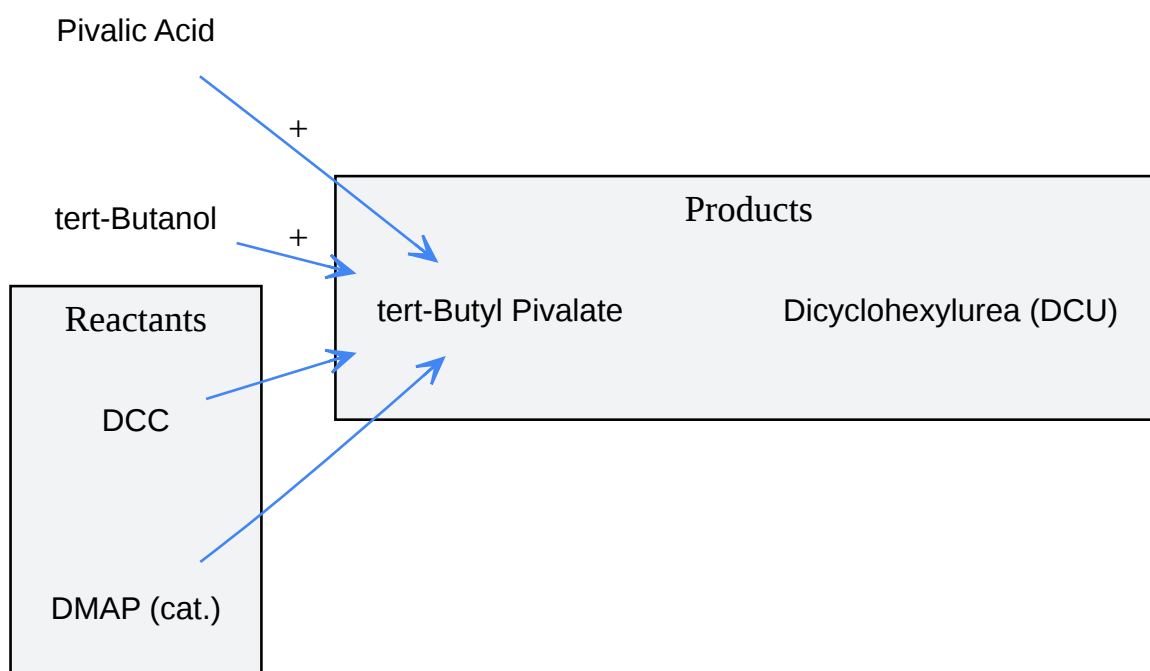 Pivalic Acid
+
tert-Butanol
+
Products
tert-Butyl Pivalate
Dicyclohexylurea (DCU)
Reactants
DCC
DMAP (cat.)